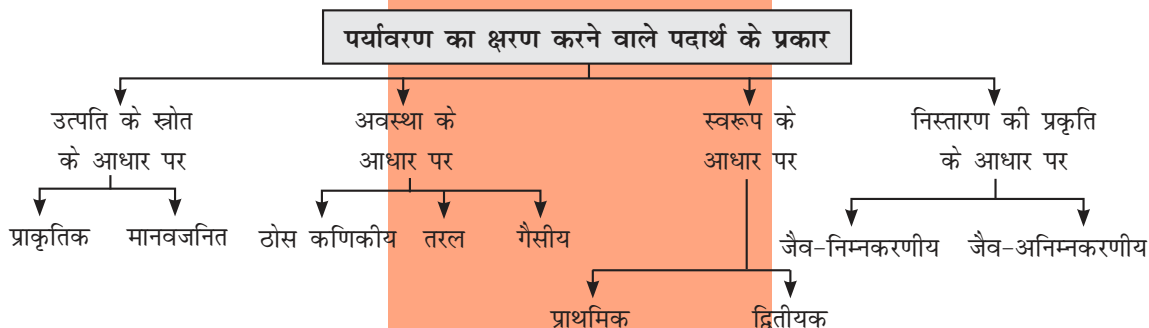 पर्यावरण का क्षरण करने वाले पदार्थ के प्रकार
उत्पति के स्रोत
के आधार पर
अवस्था के
आधार पर
स्वरूप के
आधार पर
निस्तारण की प्रकृति
के आधार पर
प्राकृतिक
मानवजनित
ठोस कणिकीय
तरल
गैसीय
जैव-निम्नकरणीय
जैव-अनिम्नकरणीय
प्राथमिक
द्वितीयक